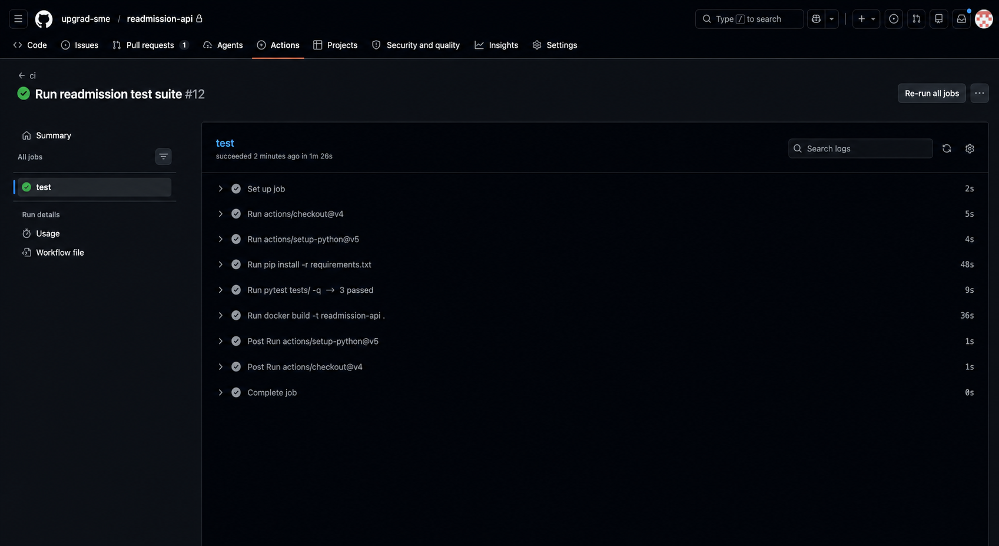 upgrad-sme / readmission-api
Type / to search
Code
Issues
Pull requests 1
Agents
Actions
Projects
Security and quality
Insights
Settings
← ci
Run readmission test suite #12
Re-run all jobs
Summary
All jobs
test
Run details
Usage
Workflow file
test
succeeded 2 minutes ago in 1m 26s
Search logs
Set up job 2s
Run actions/checkout@v4 5s
Run actions/setup-python@v5 4s
Run pip install -r requirements.txt 48s
Run pytest tests/ -q → 3 passed 9s
Run docker build -t readmission-api . 36s
Post Run actions/setup-python@v5 1s
Post Run actions/checkout@v4 1s
Complete job 0s